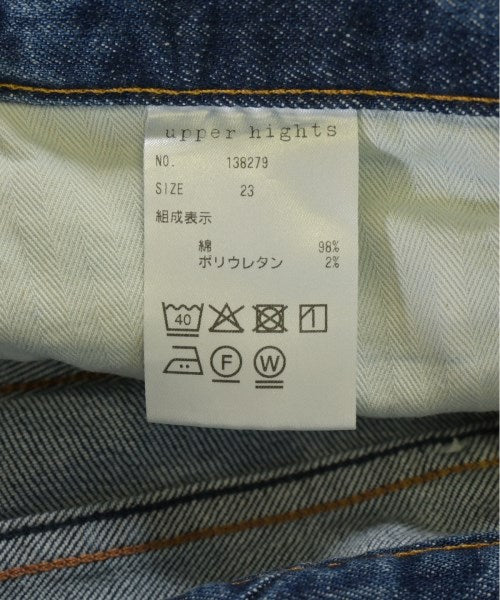 upper hights
NO. 138279
SIZE 23
組成表示
綿 98%
ポリウレタン 2%
40
F W